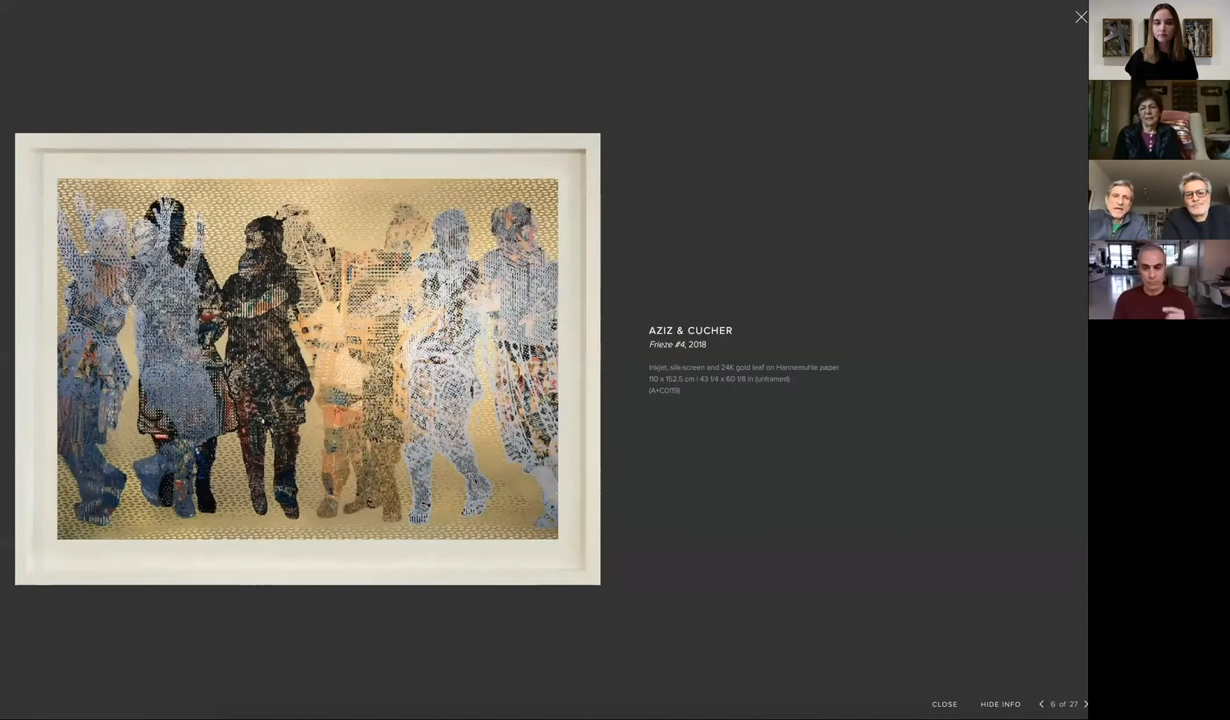 AZIZ & CUCHER
Frieze #4, 2018
Inkjet, silk-screen and 24K gold leaf on Hannemuhle paper
110 x 152.5 cm | 43 1/4 x 60 1/8 in (unframed)
(A+C0119)
CLOSE
HIDE INFO
6 of 27